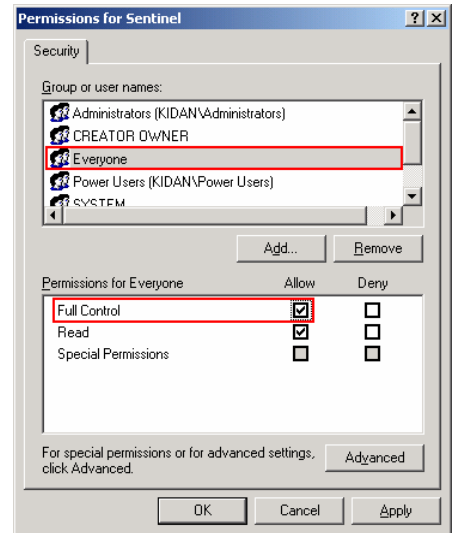 Permissions for Sentinel
Security
Group or user names:
Administrators (KIDAN\Administrators)
CREATOR OWNER
Everyone
Power Users (KIDAN\Power Users)
SYSTEM
Add... Remove
Permissions for Everyone Allow Deny
Full Control
Read
Special Permissions
For special permissions or for advanced settings,
click Advanced.
Advanced
OK Cancel Apply